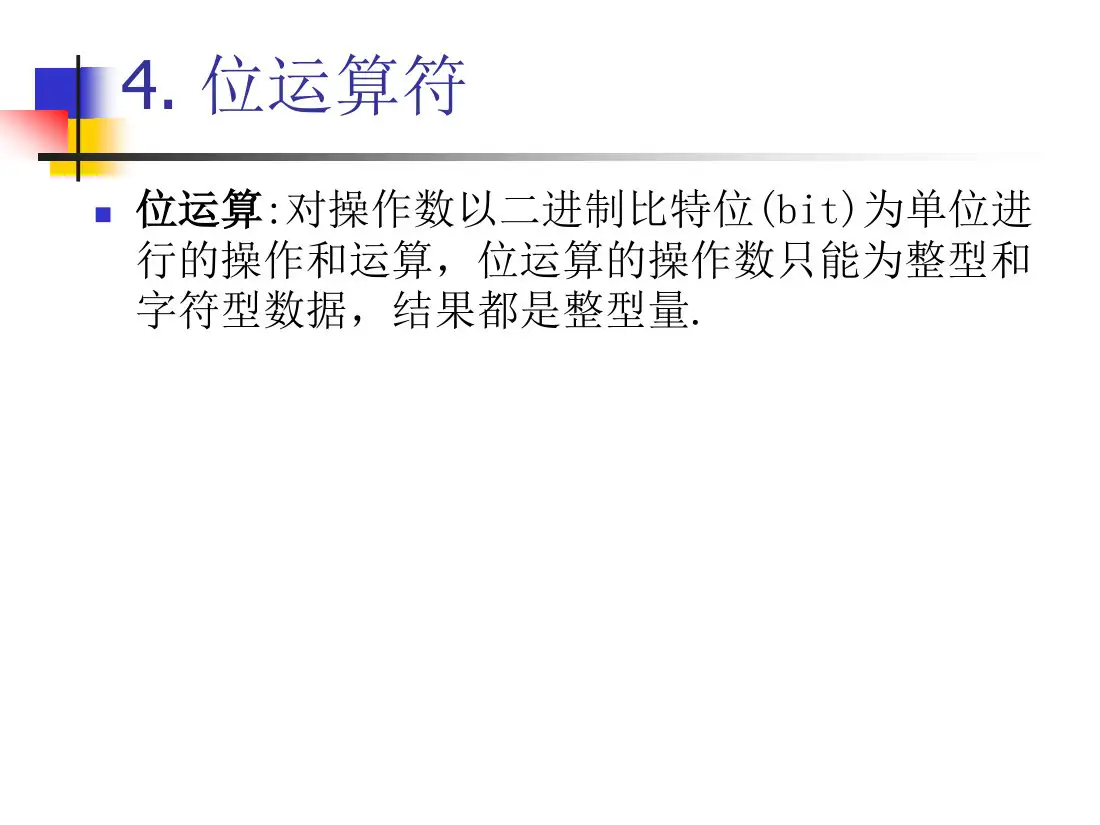 4. 位运算符
位运算:对操作数以二进制比特位(bit)为单位进
行的操作和运算，位运算的操作数只能为整型和
字符型数据，结果都是整型量.